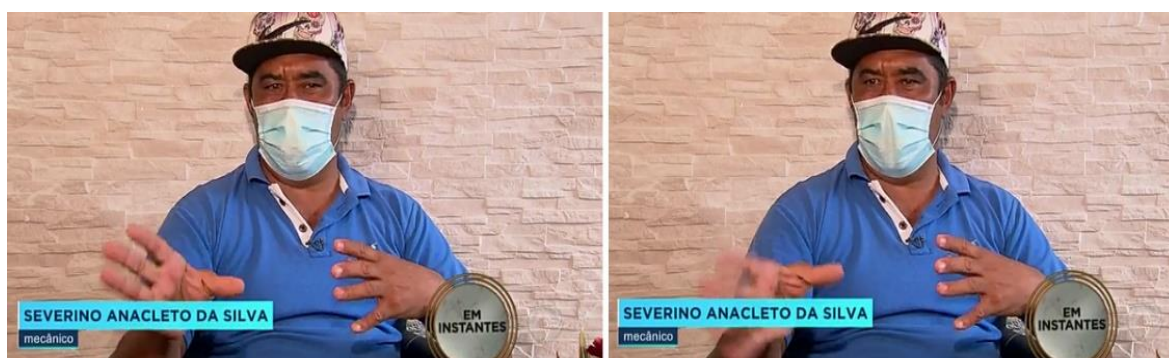 SEVERINO ANACLETO DA SILVA
mecânico
EM
INSTANTES
SEVERINO ANACLETO DA SILVA
mecânico
EM
INSTANTES